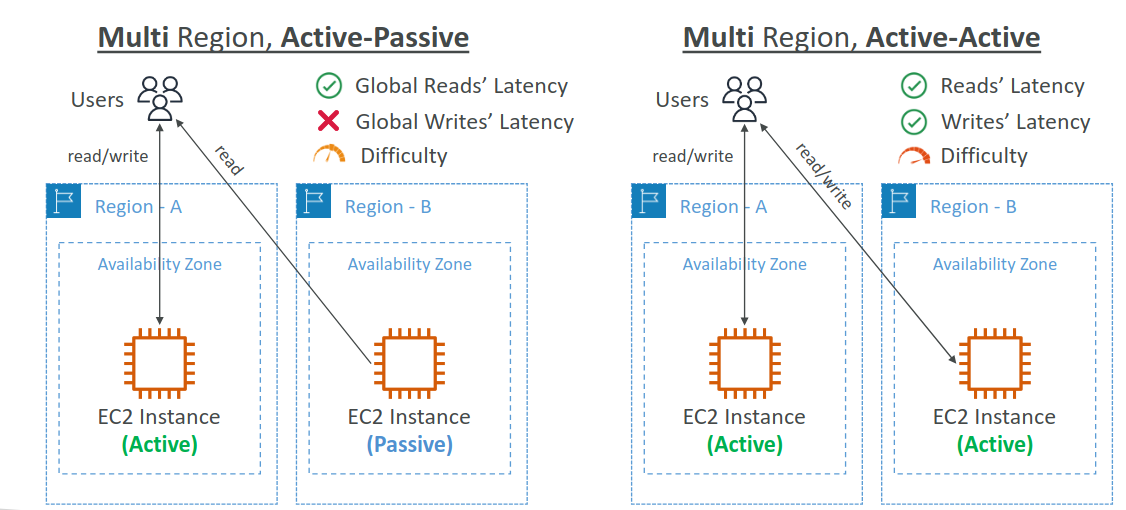 Multi Region, Active-Passive
Users
Global Reads’ Latency
Global Writes’ Latency
Difficulty
read/write
read
Region - A
Region - B
Availability Zone
Availability Zone
EC2 Instance
(Active)
EC2 Instance
(Passive)
Multi Region, Active-Active
Users
Reads’ Latency
Writes’ Latency
Difficulty
read/write
read/write
Region - A
Region - B
Availability Zone
Availability Zone
EC2 Instance
(Active)
EC2 Instance
(Active)